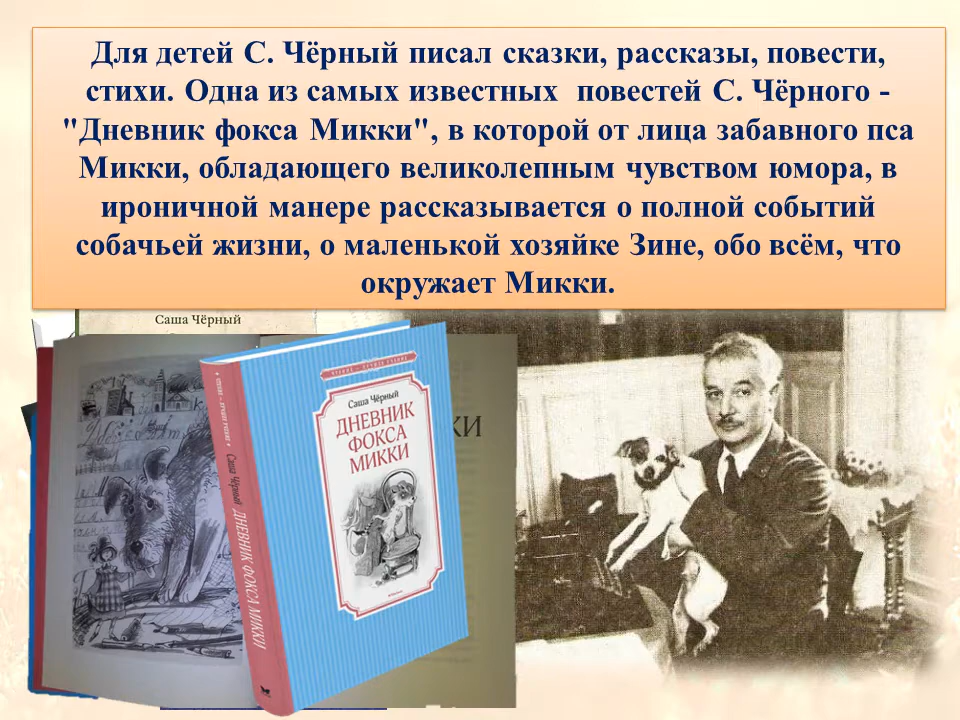 Для детей С. Чёрный писал сказки, рассказы, повести,
стихи. Одна из самых известных повестей С. Чёрного -
"Дневник фокса Микки", в которой от лица забавного пса
Микки, обладающего великолепным чувством юмора, в
ироничной манере рассказывается о полной событий
собачьей жизни, о маленькой хозяйке Зине, обо всём, что
окружает Микки.
Саша Чёрный
Саша Чёрный
ДНЕВНИК
ФОКСА
МИККИ
КИ
Саша Чёрный ДНЕВНИК ФОКСА МИККИ